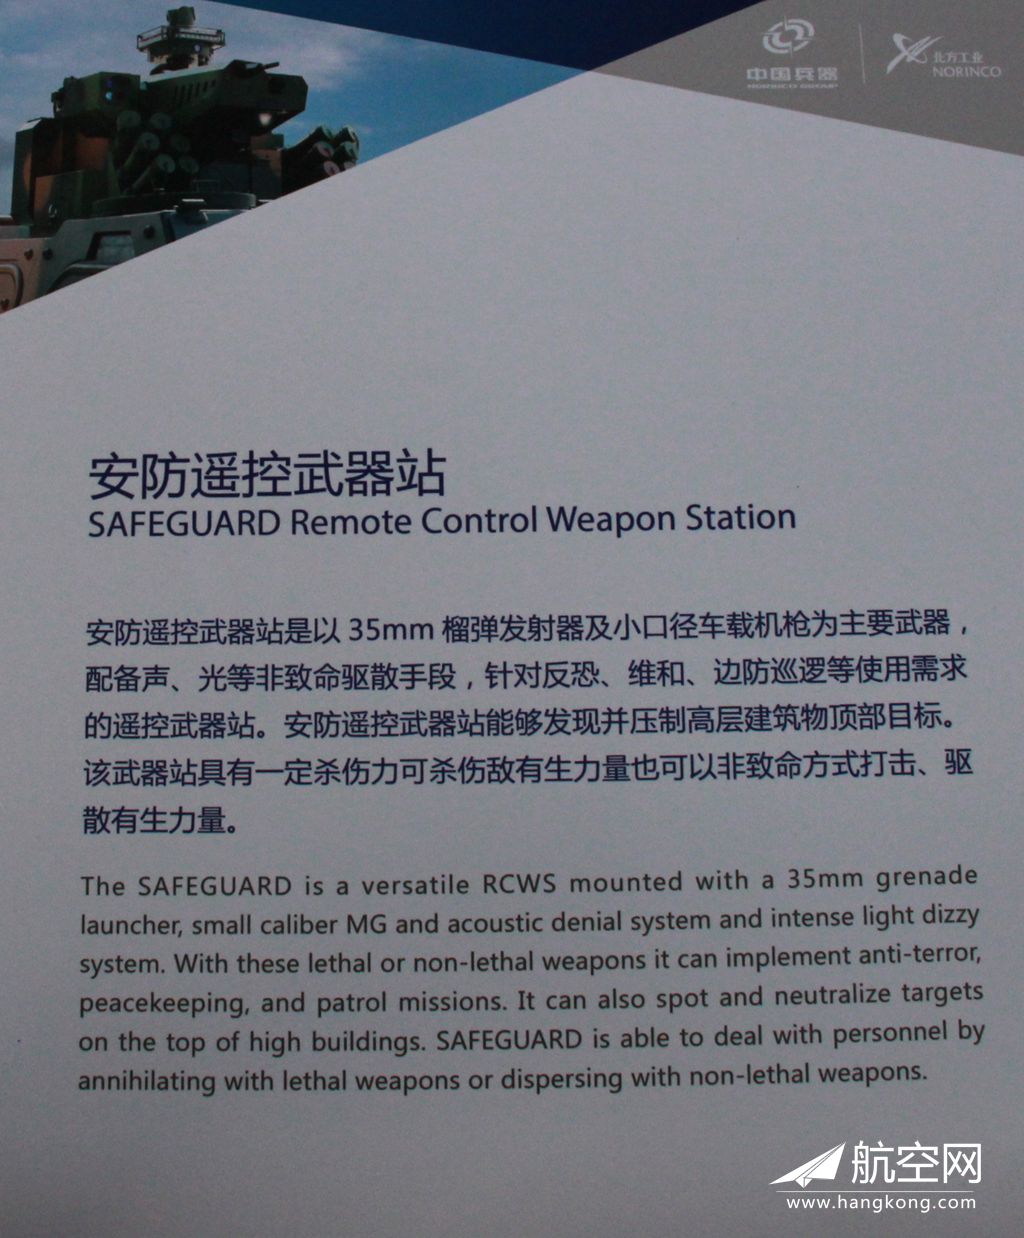 中国兵器
NORINCO GROUP
北方工业
NORINCO
安防遥控武器站
SAFEGUARD Remote Control Weapon Station
安防遥控武器站是以 35mm 榴弹发射器及小口径车载机枪为主要武器，
配备声、光等非致命驱散手段，针对反恐、维和、边防巡逻等使用需求
的遥控武器站。安防遥控武器站能够发现并压制高层建筑物顶部目标。
该武器站具有一定杀伤力可杀伤敌有生力量也可以非致命方式打击、驱
散有生力量。
The SAFEGUARD is a versatile RCWS mounted with a 35mm grenade
launcher, small caliber MG and acoustic denial system and intense light dizzy
system. With these lethal or non-lethal weapons it can implement anti-terror,
peacekeeping, and patrol missions. It can also spot and neutralize targets
on the top of high buildings. SAFEGUARD is able to deal with personnel by
annihilating with lethal weapons or dispersing with non-lethal weapons.
航空网
www.hangkong.com